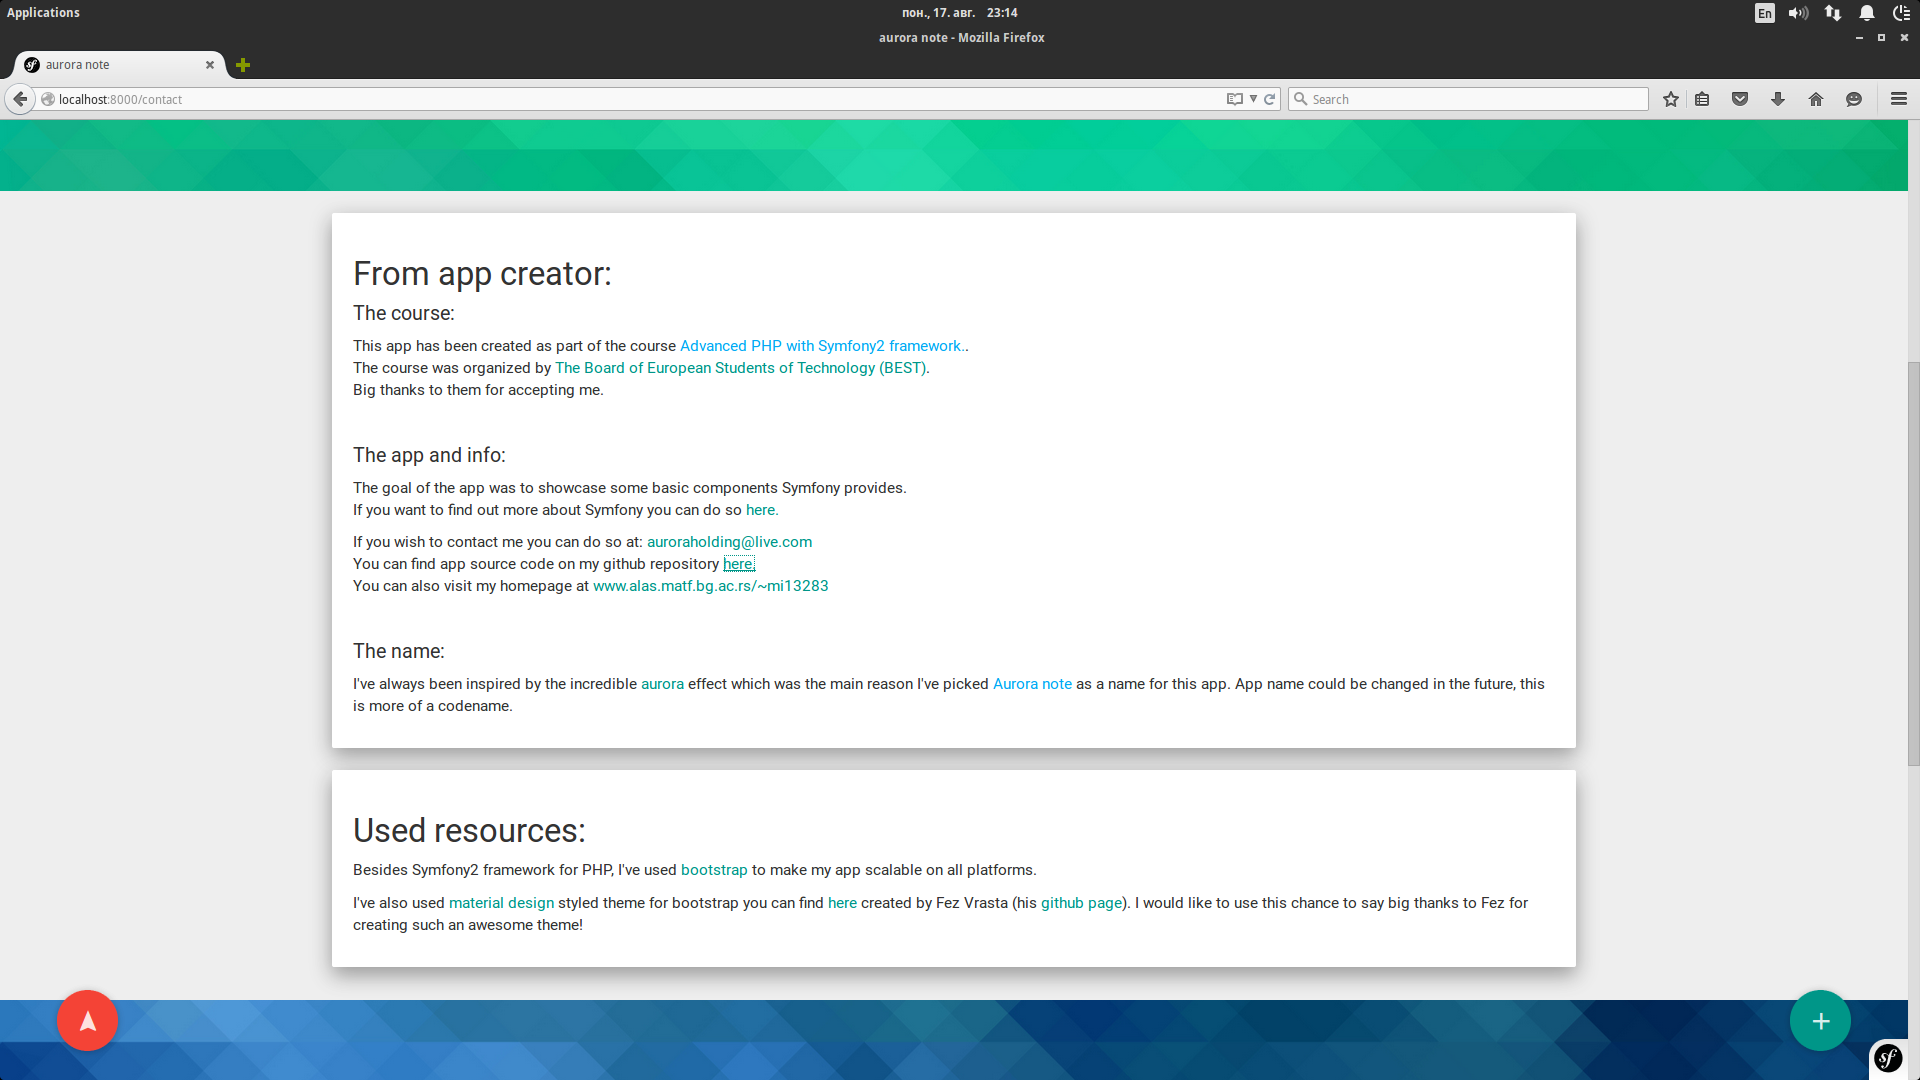 Applications
пон., 17. авг. 23:14
En
aurora note - Mozilla Firefox
aurora note
localhost:8000/contact
Search
From app creator:
The course:
This app has been created as part of the course Advanced PHP with Symfony2 framework..
The course was organized by The Board of European Students of Technology (BEST).
Big thanks to them for accepting me.
The app and info:
The goal of the app was to showcase some basic components Symfony provides.
If you want to find out more about Symfony you can do so here.
If you wish to contact me you can do so at: auroraholding@live.com
You can find app source code on my github repository here.
You can also visit my homepage at www.alas.matf.bg.ac.rs/~mi13283
The name:
I've always been inspired by the incredible aurora effect which was the main reason I've picked Aurora note as a name for this app. App name could be changed in the future, this
is more of a codename.
Used resources:
Besides Symfony2 framework for PHP, I've used bootstrap to make my app scalable on all platforms.
I've also used material design styled theme for bootstrap you can find here created by Fez Vrasta (his github page). I would like to use this chance to say big thanks to Fez for
creating such an awesome theme!
sf